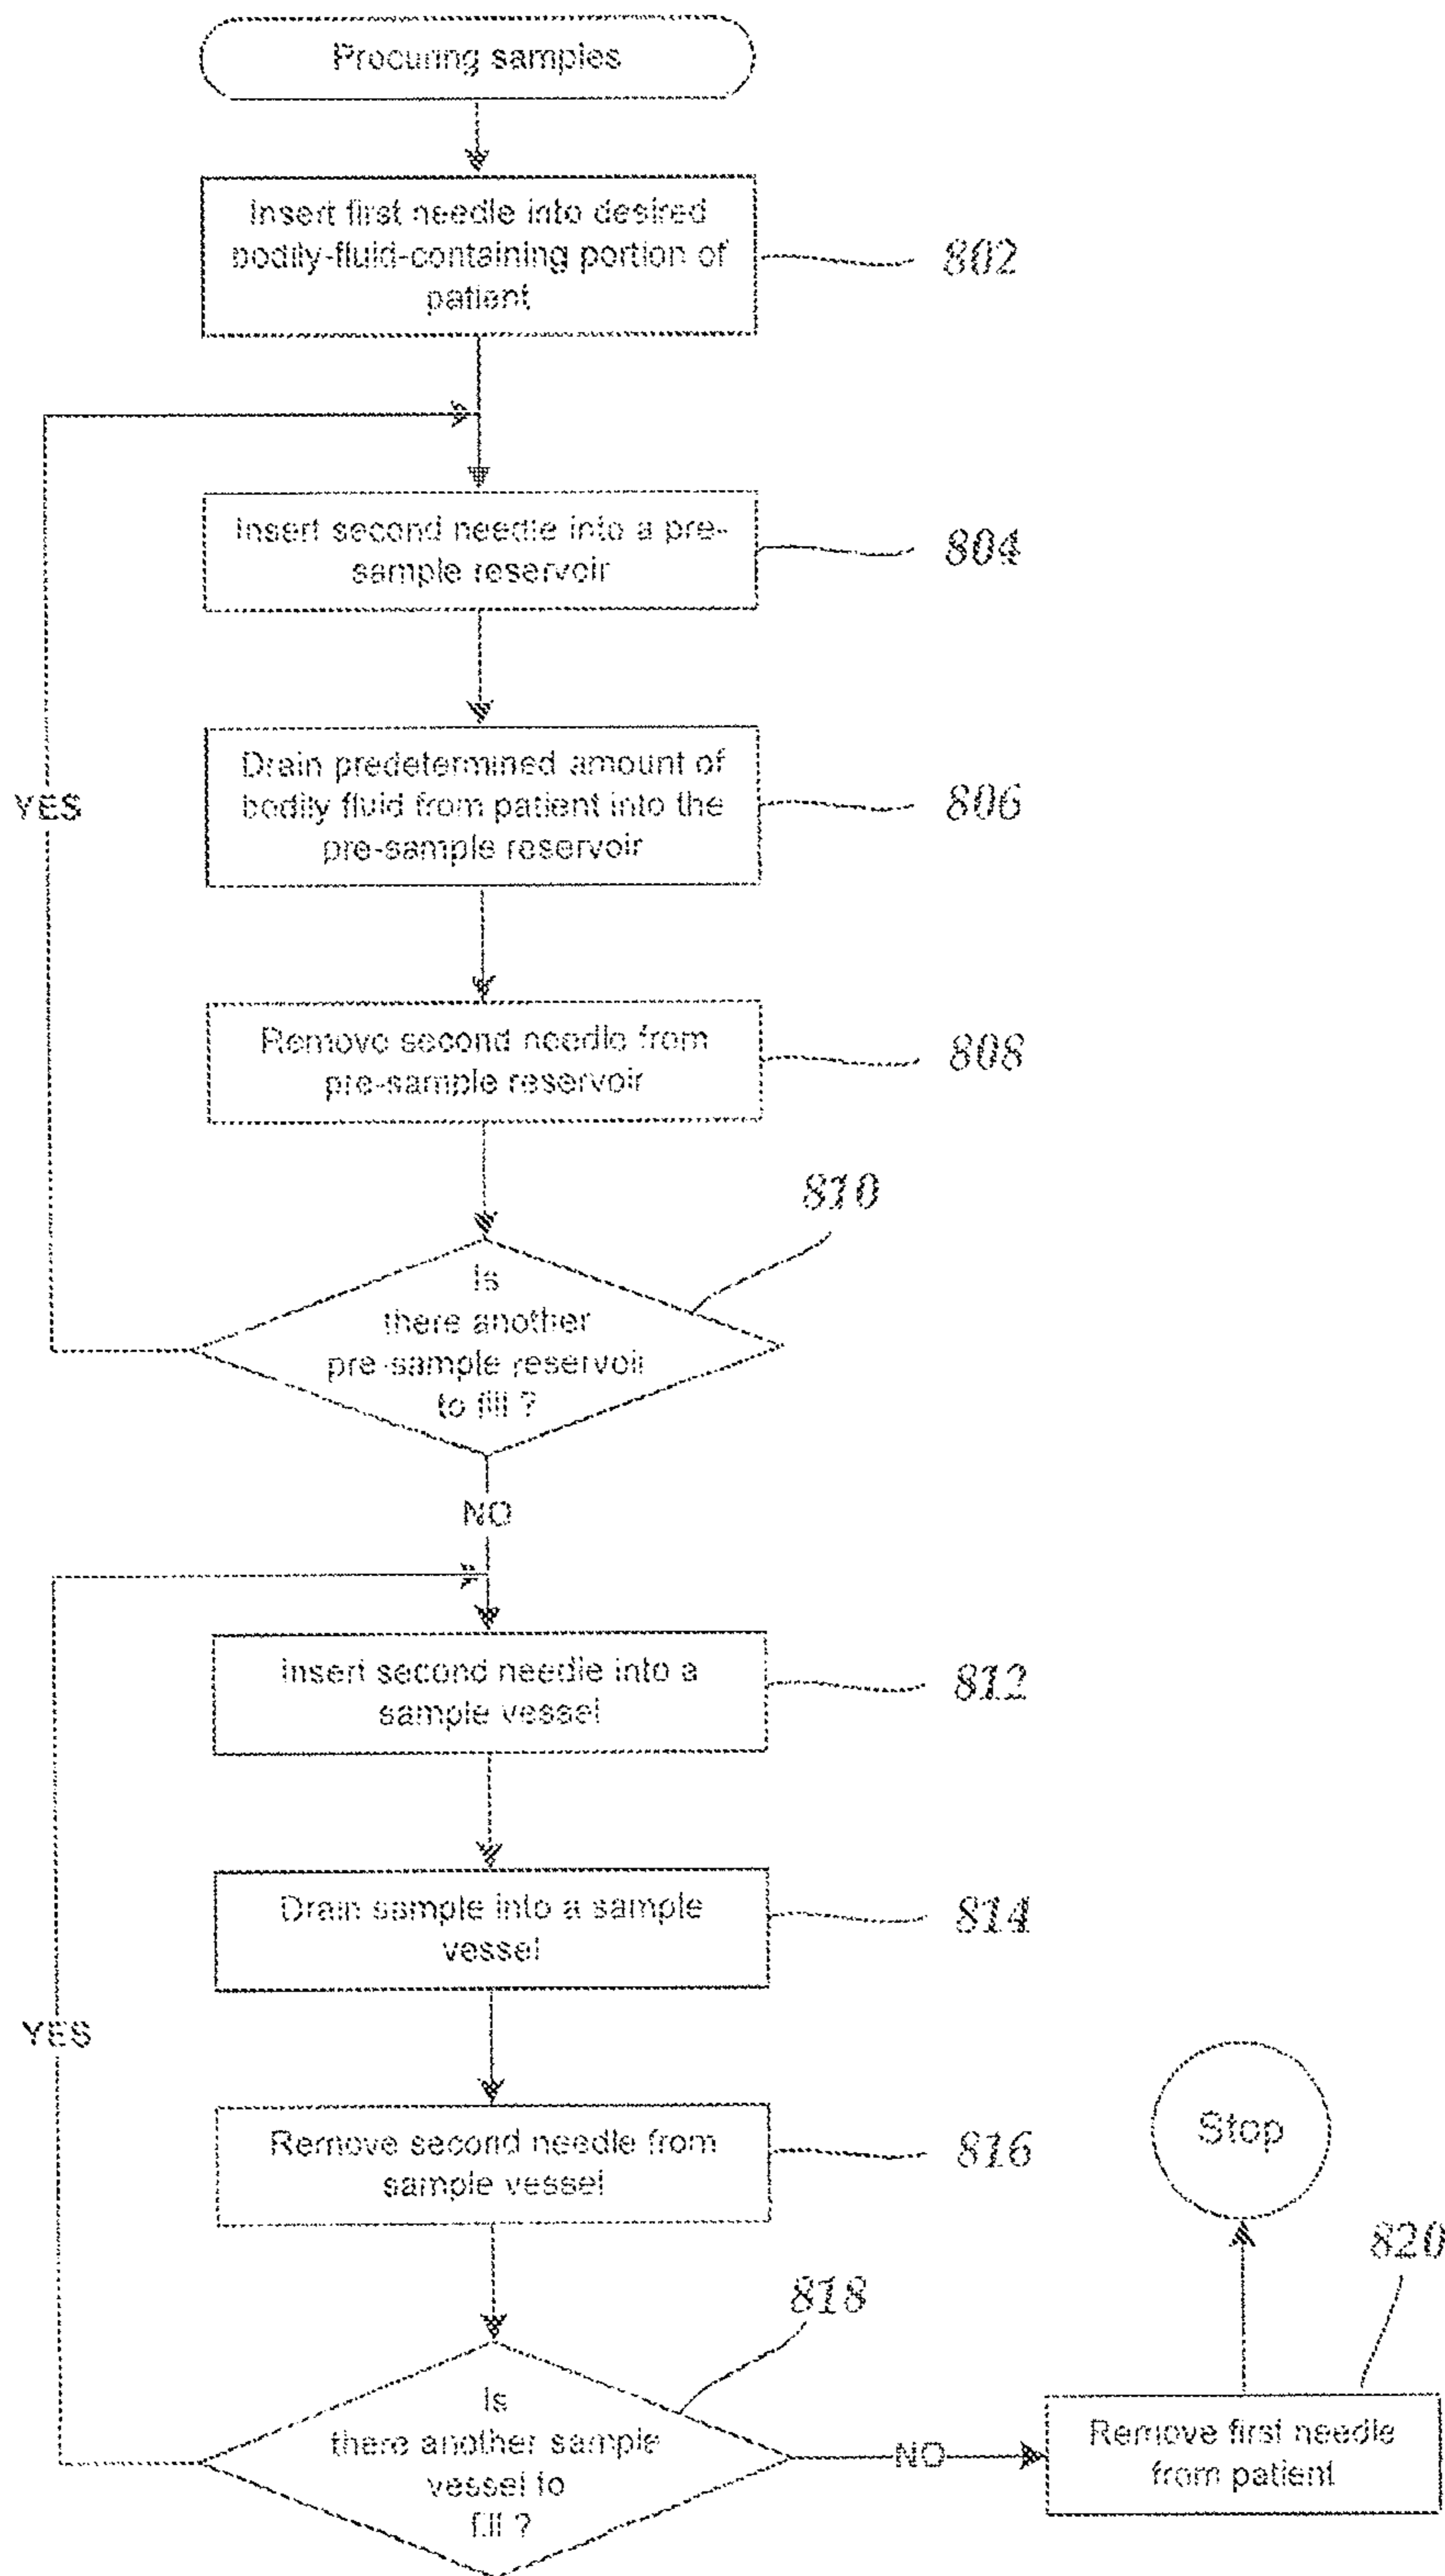 Procuring samples
Insert first needle into desired
bodily-fluid-containing portion of
patient
802
Insert second needle into a pre-
sample reservoir
804
Drain predetermined amount of
bodily fluid from patient into the
pre-sample reservoir
806
YES
Remove second needle from
pre-sample reservoir
808
810
Is
there another
pre-sample reservoir
to fill ?
NO
Insert second needle into a
sample vessel
812
Drain sample into a sample
vessel
814
YES
Remove second needle from
sample vessel
816
Stop
820
818
Is
there another sample
vessel to
fill ?
NO
Remove first needle
from patient